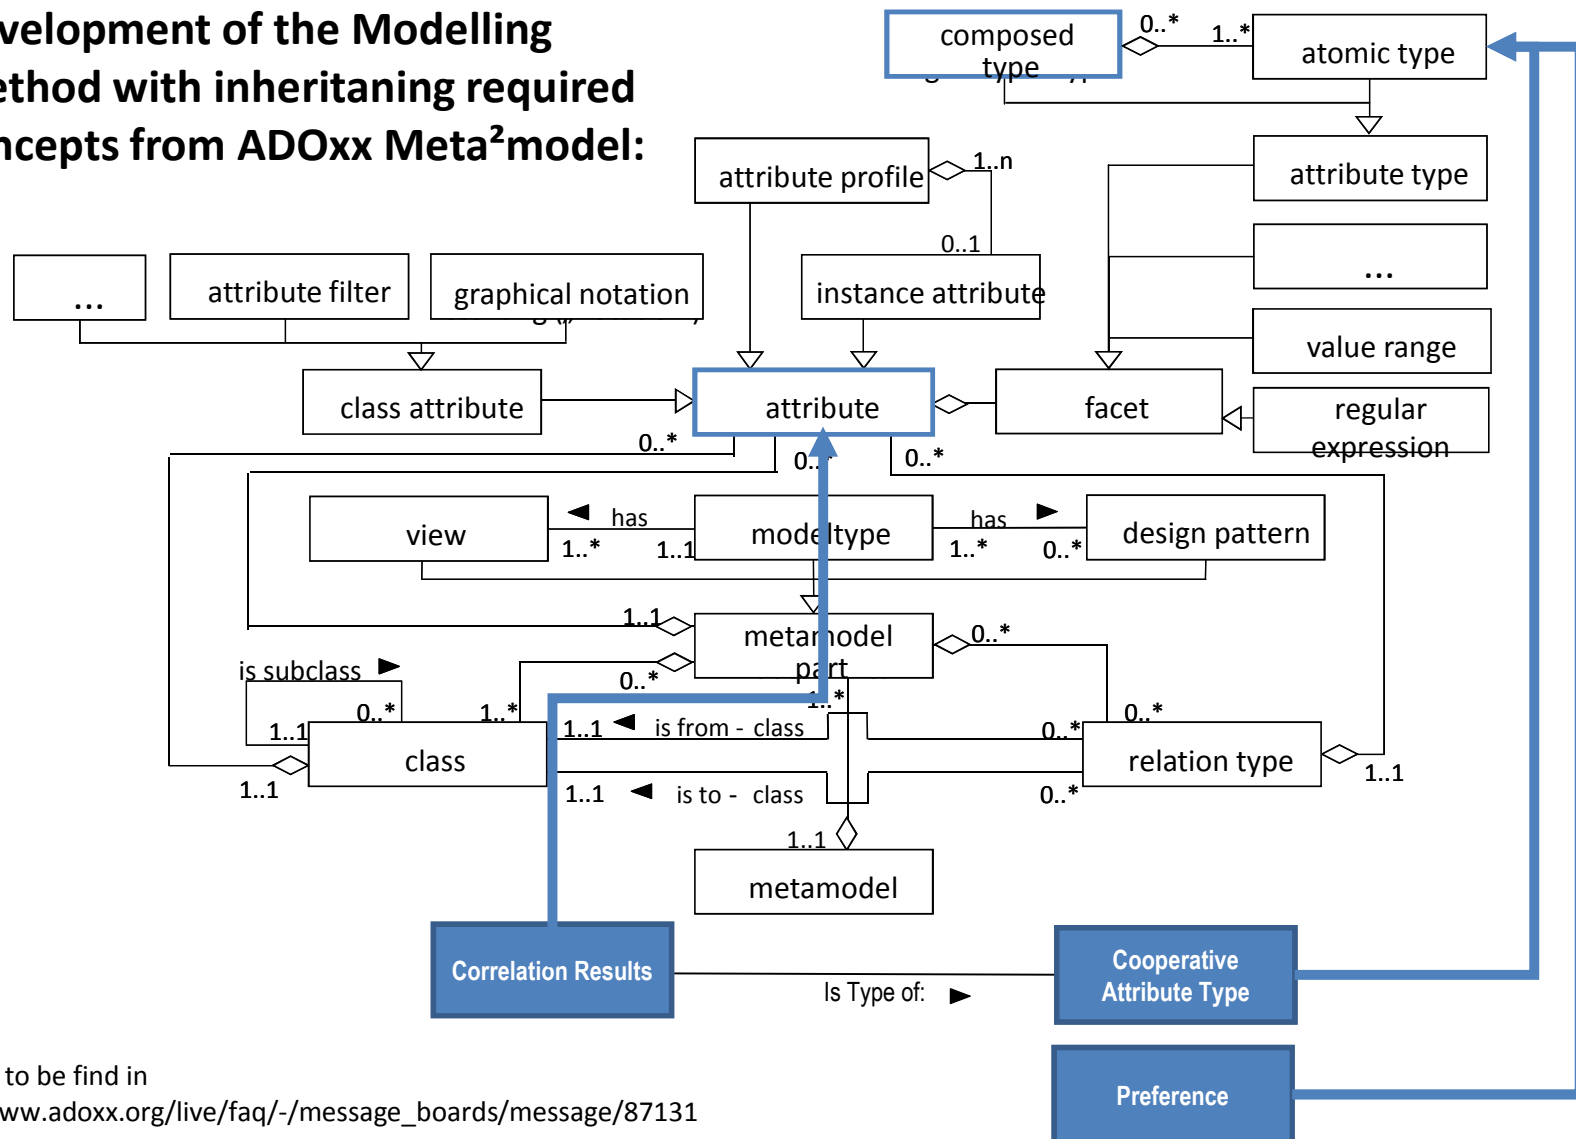 velopment of the Modelling
ethod with inheritaning required
ncepts from ADOxx Meta²model:
composed
type
0..*
1..*
atomic type
attribute profile
1..n
attribute type
0..1
...
...
attribute filter
graphical notation
instance attribute
value range
class attribute
attribute
facet
regular
expression
0..*
0..*
0..*
view
has
1..*
1..1
modeltype
has
1..*
0..*
design pattern
1..1
metamodel
part
0..*
is subclass
0..*
1..*
0..*
1..*
0..*
1..1
1..1
is from - class
0..*
class
relation type
1..1
1..1
is to - class
0..*
1..1
1..1
metamodel
Correlation Results
Is Type of:
Cooperative
Attribute Type
Preference
to be find in
ww.adoxx.org/live/faq/-/message_boards/message/87131